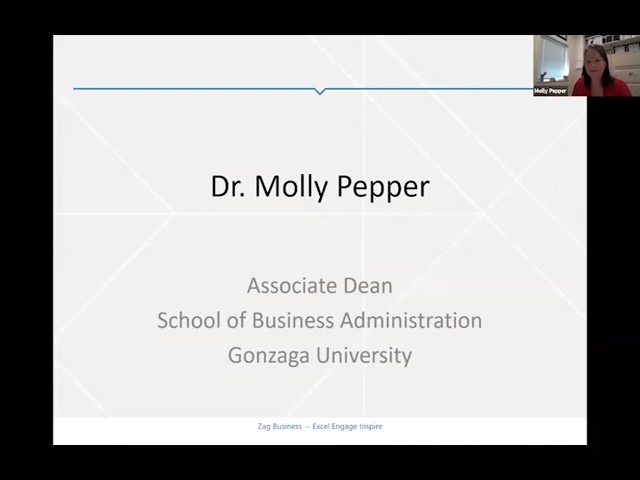 Molly Pepper
Dr. Molly Pepper
Associate Dean
School of Business Administration
Gonzaga University
Zag Business -- Excel Engage Inspire